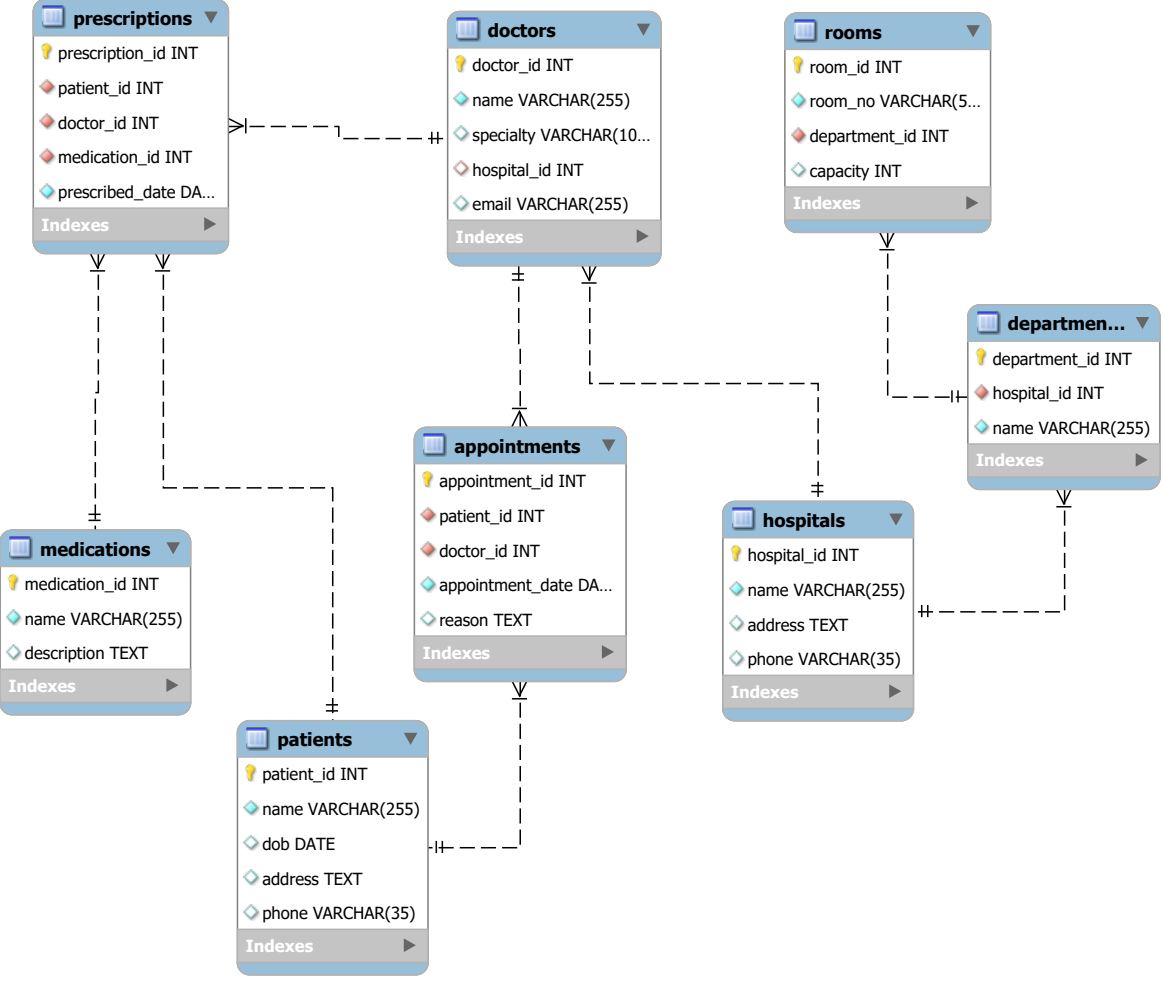 prescriptions
prescription_id INT
patient_id INT
doctor_id INT
medication_id INT
prescribed_date DA...
Indexes
doctors
doctor_id INT
name VARCHAR(255)
specialty VARCHAR(10...
hospital_id INT
email VARCHAR(255)
Indexes
rooms
room_id INT
room_no VARCHAR(5...
department_id INT
capacity INT
Indexes
departmen...
department_id INT
hospital_id INT
name VARCHAR(255)
Indexes
appointments
appointment_id INT
patient_id INT
doctor_id INT
appointment_date DA...
reason TEXT
Indexes
hospitals
hospital_id INT
name VARCHAR(255)
address TEXT
phone VARCHAR(35)
Indexes
medications
medication_id INT
name VARCHAR(255)
description TEXT
Indexes
patients
patient_id INT
name VARCHAR(255)
dob DATE
address TEXT
phone VARCHAR(35)
Indexes